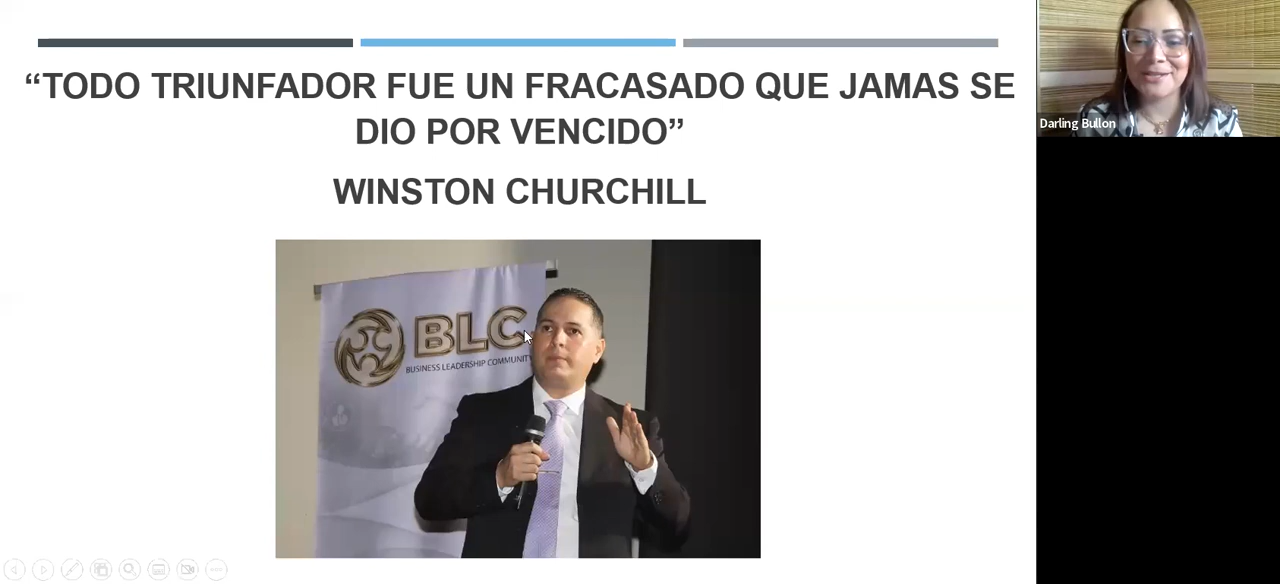 “TODO TRIUNFADOR FUE UN FRACASADO QUE JAMAS SE
DIO POR VENCIDO”
WINSTON CHURCHILL
Darling Bullon
BLC
BUSINESS LEADERSHIP COMMUNITY